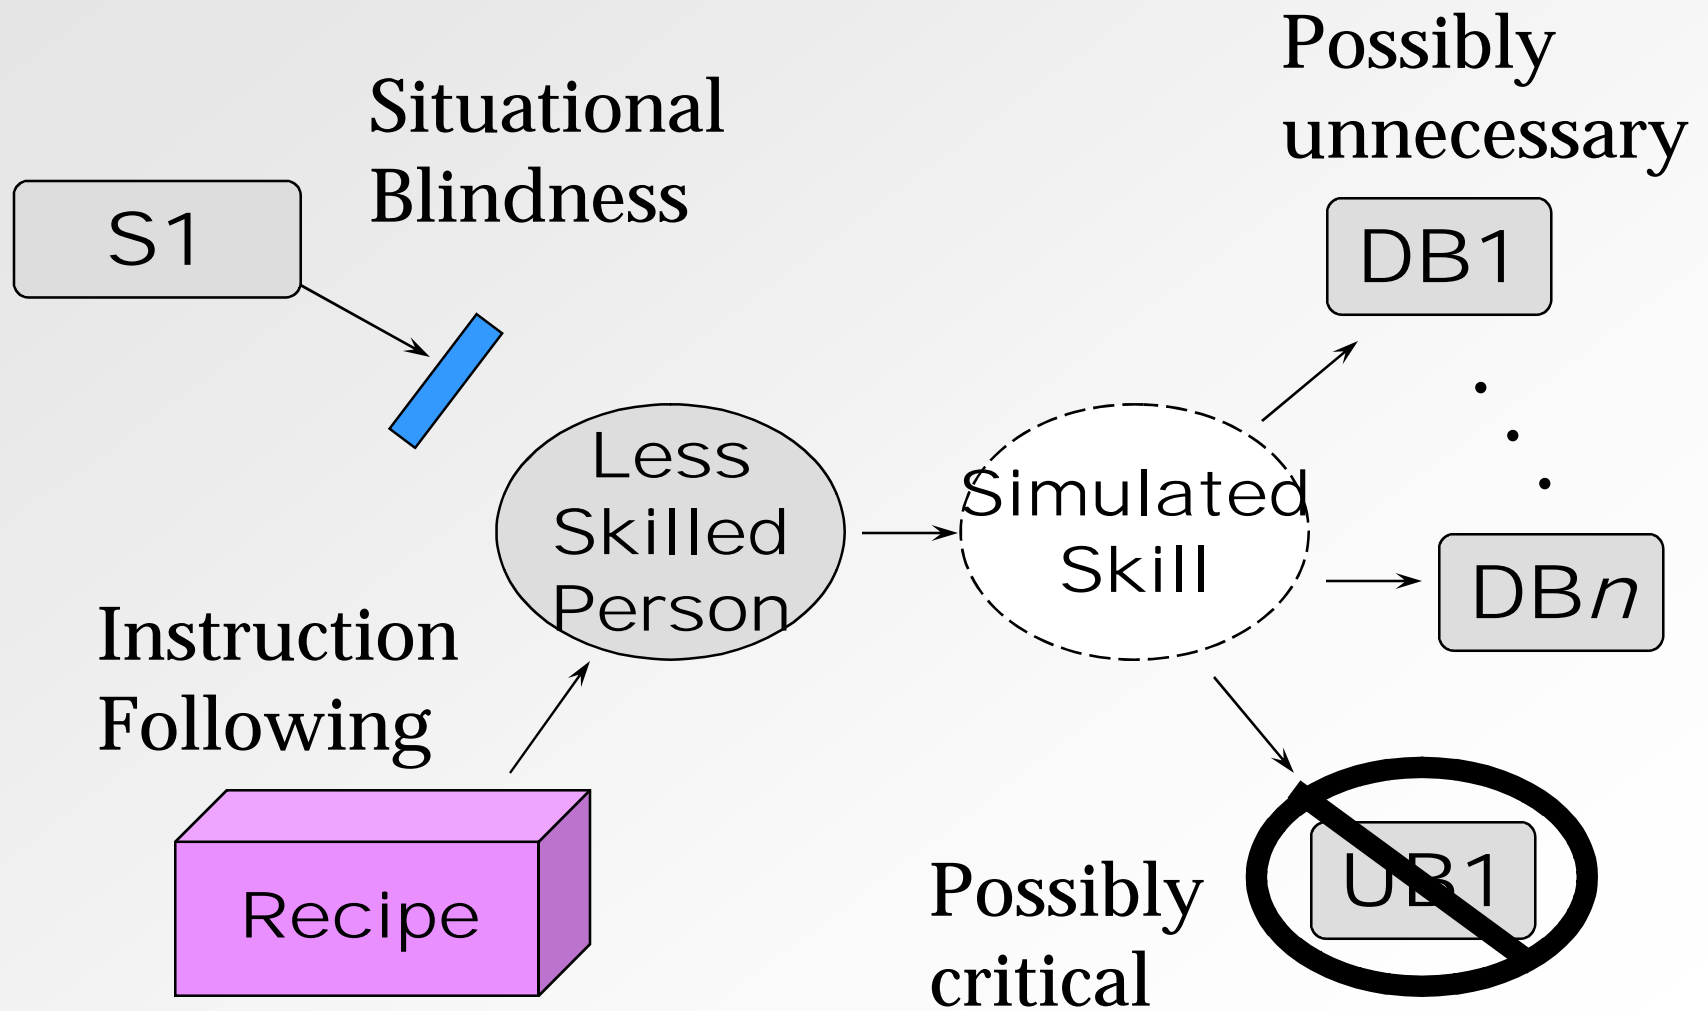 Possibly
unnecessary
Situational
Blindness
S1
DB1
Less
Skilled
Person
Simulated
Skill
DBn
Instruction
Following
Recipe
UB1
Possibly
critical